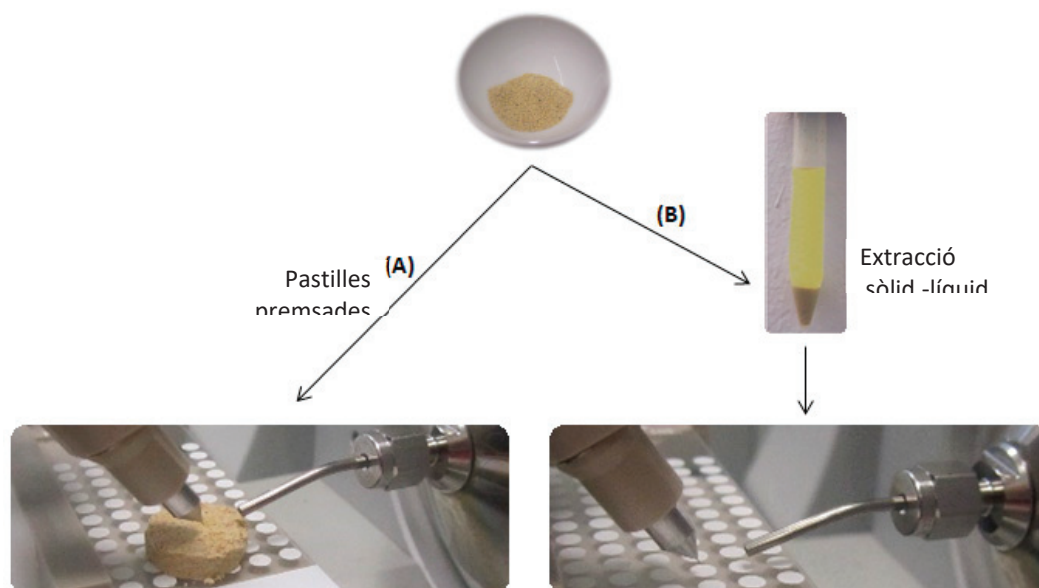 (B)
Pastilles
(A)
premsades
Extracció
sòlid -líquid